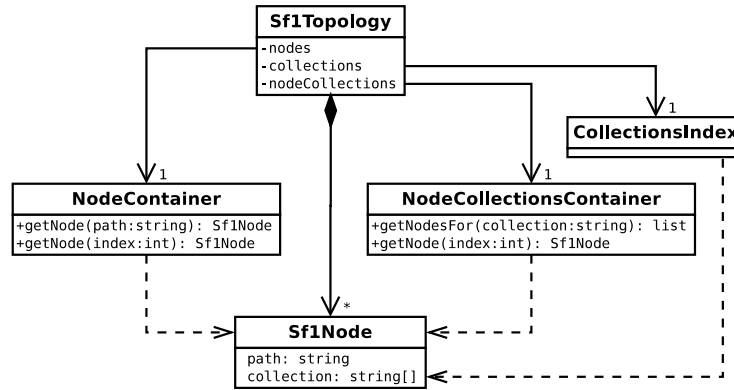 Sf1Topology
-nodes
-collections
-nodeCollections
1
1
1
CollectionsIndex
NodeContainer
+getNode(path:string): Sf1Node
+getNode(index:int): Sf1Node
NodeCollectionsContainer
+getNodesFor(collection:string): list
+getNode(index:int): Sf1Node
*
Sf1Node
path: string
collection: string[]